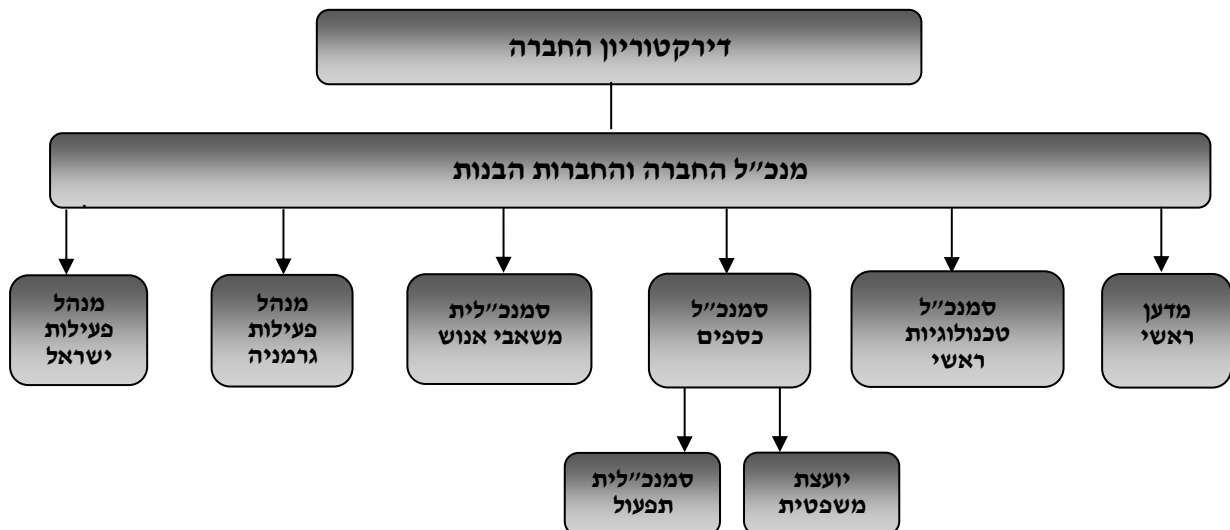 דירקטוריון החברה
מנכ״ל החברה והחברות הבנות
מדען
ראשי
סמנכ״ל
טכנולוגיות
ראשי
סמנכ״ל
כספים
סמנכ״לית
משאבי אנוש
מנהל
פעילות
גרמניה
מנהל
פעילות
ישראל
יועצת
משפטית
סמנכ״לית
תפעול